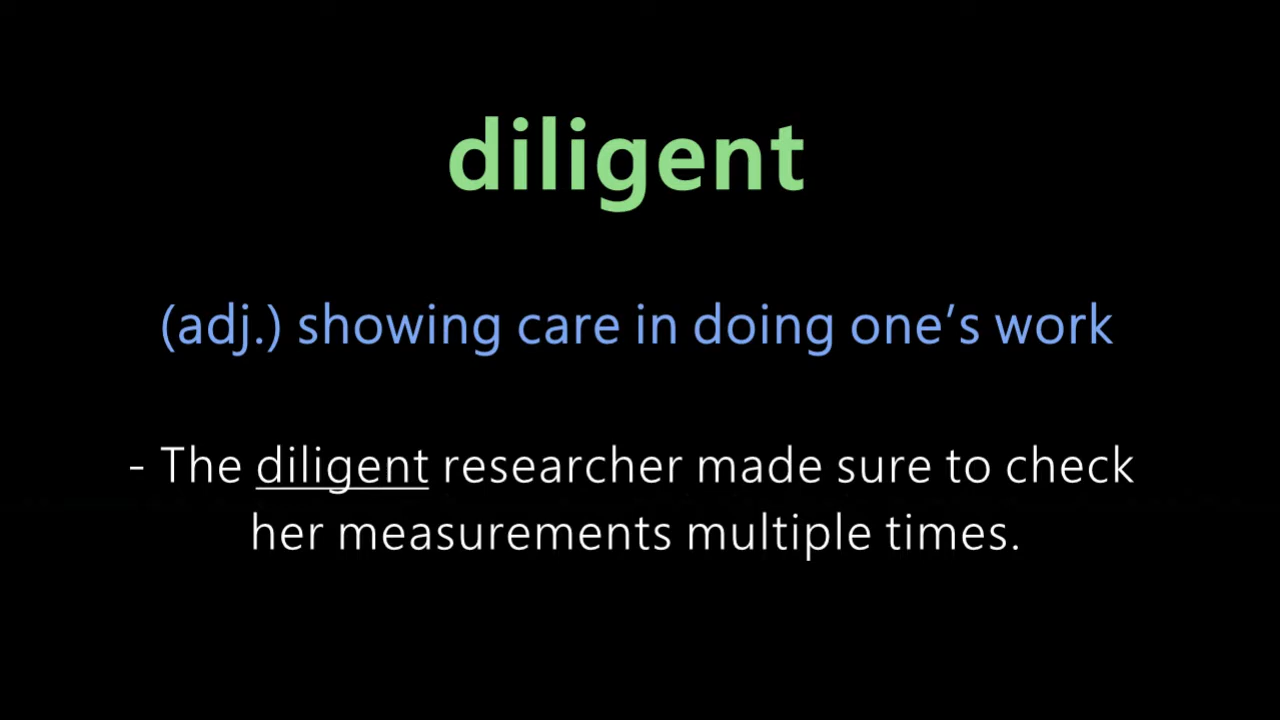 diligent
(adj.) showing care in doing one’s work
- The diligent researcher made sure to check
her measurements multiple times.